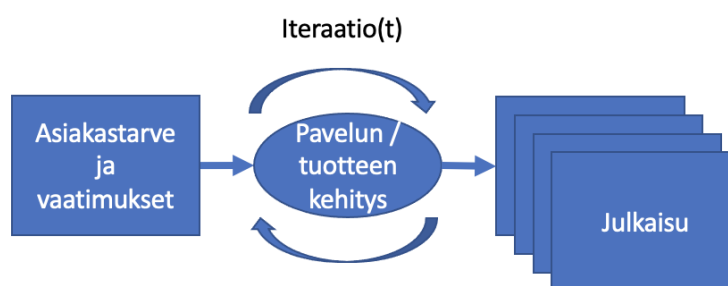 Iteraatio(t)
Asiakastarve
ja
vaatimukset
Pavelun /
tuotteen
kehitys
Julkaisu